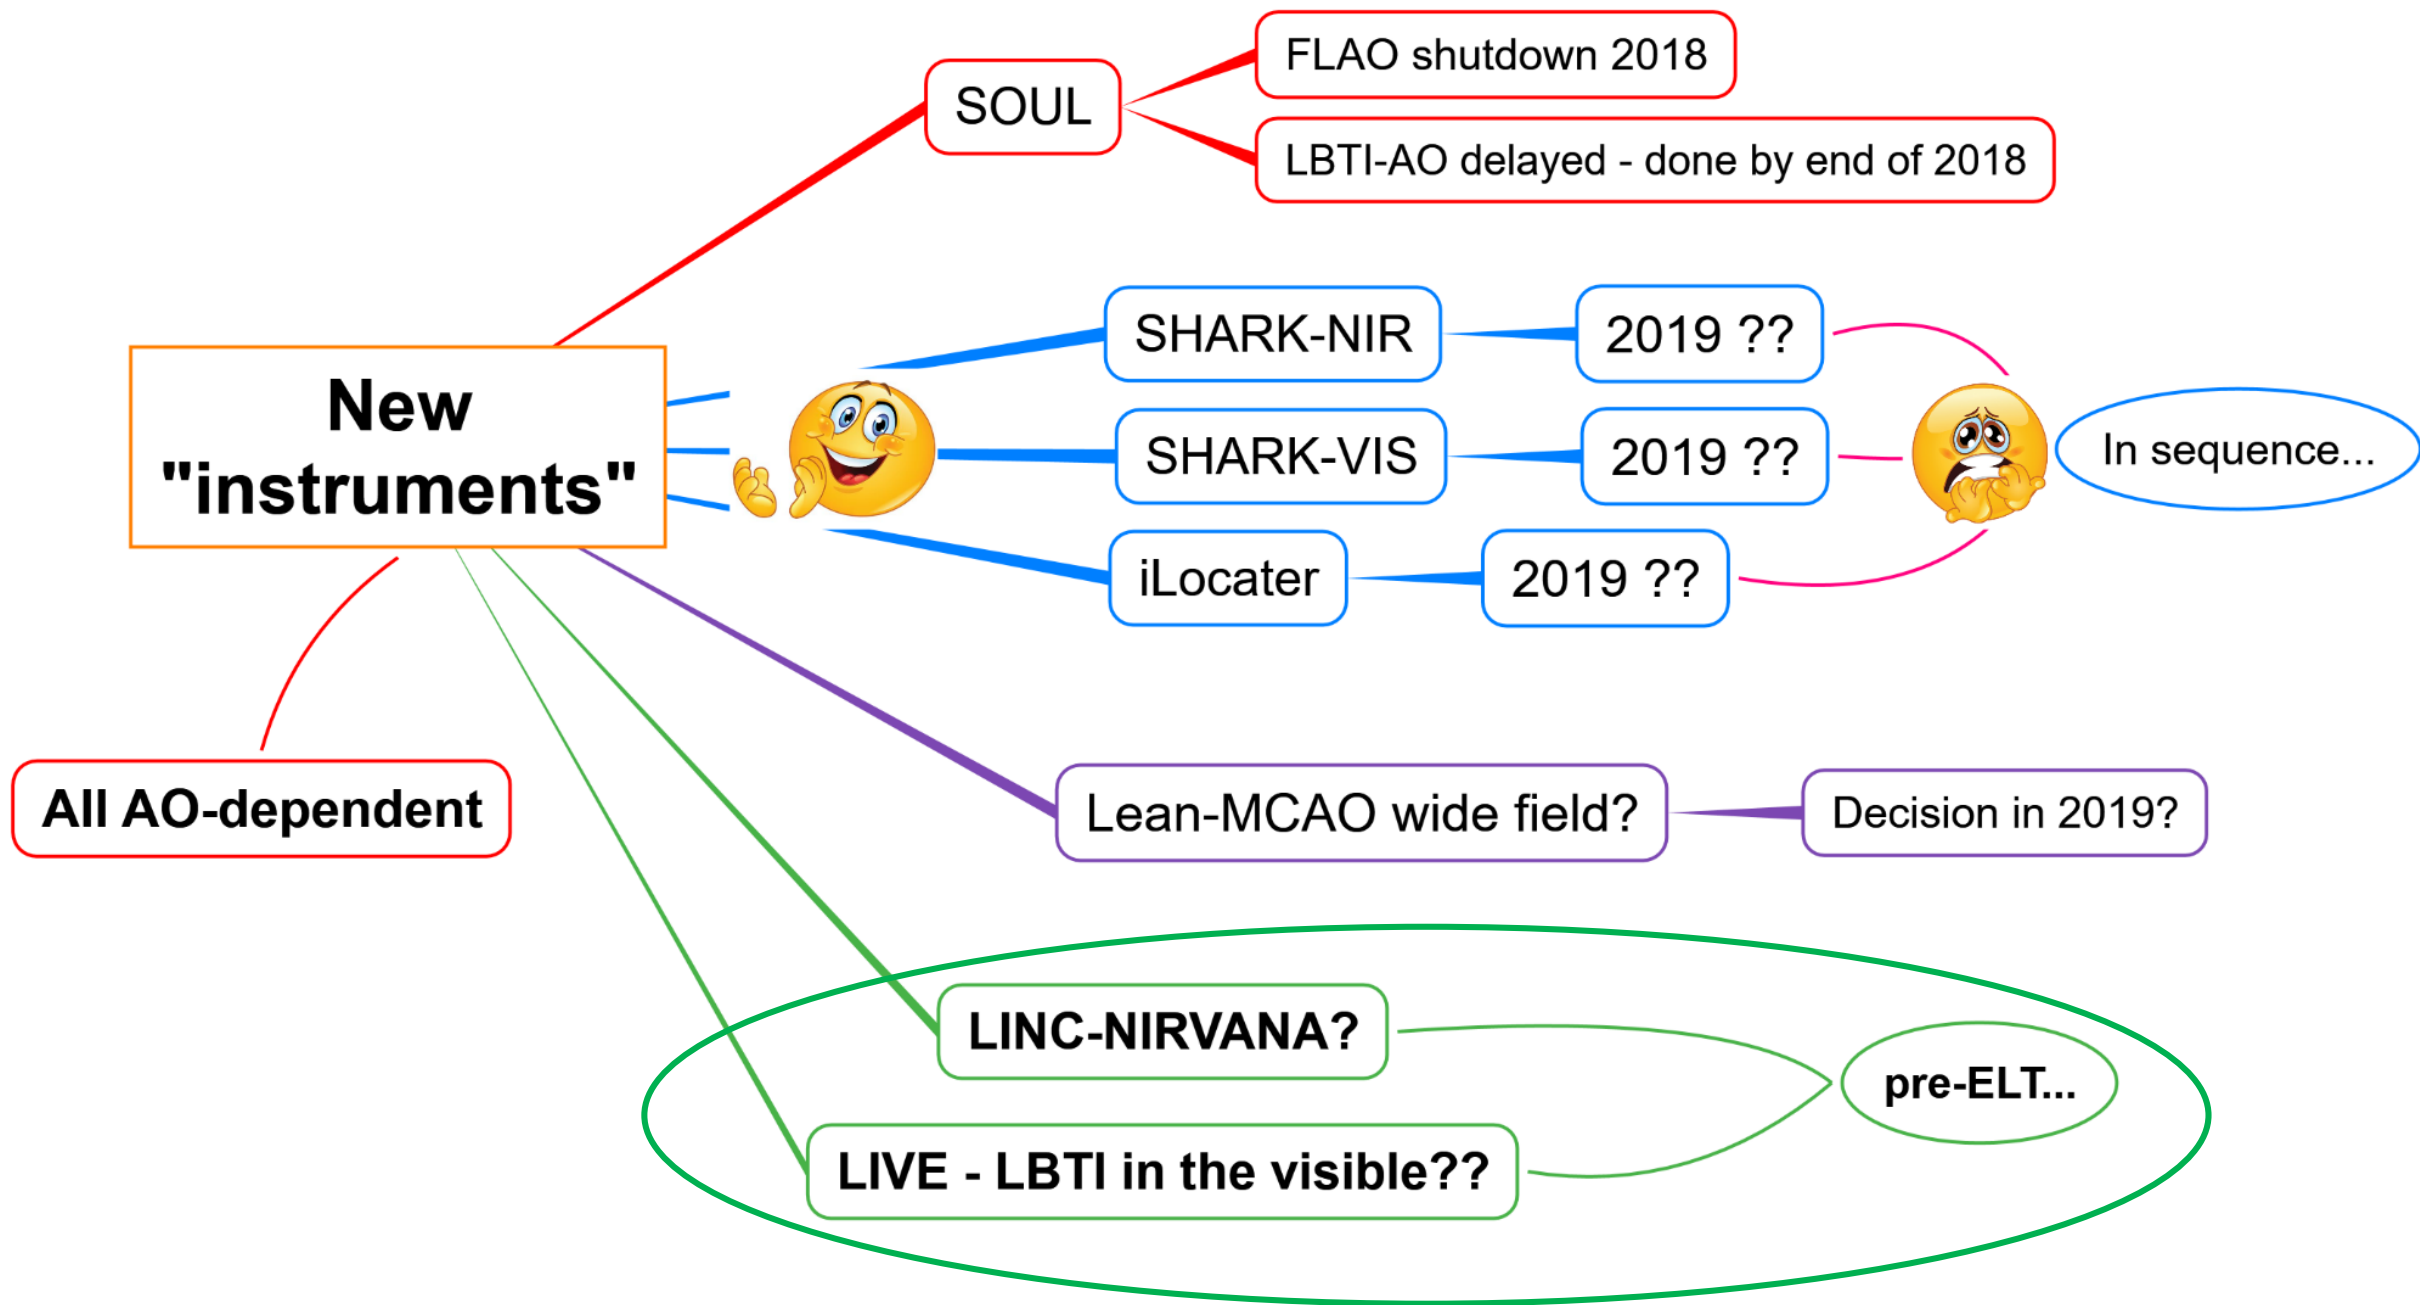 FLAO shutdown 2018
SOUL
LBTI-AO delayed - done by end of 2018
New
"instruments"
SHARK-NIR
2019 ??
SHARK-VIS
2019 ??
In sequence...
iLocater
2019 ??
All AO-dependent
Lean-MCAO wide field?
Decision in 2019?
LINC-NIRVANA?
pre-ELT...
LIVE - LBTI in the visible??